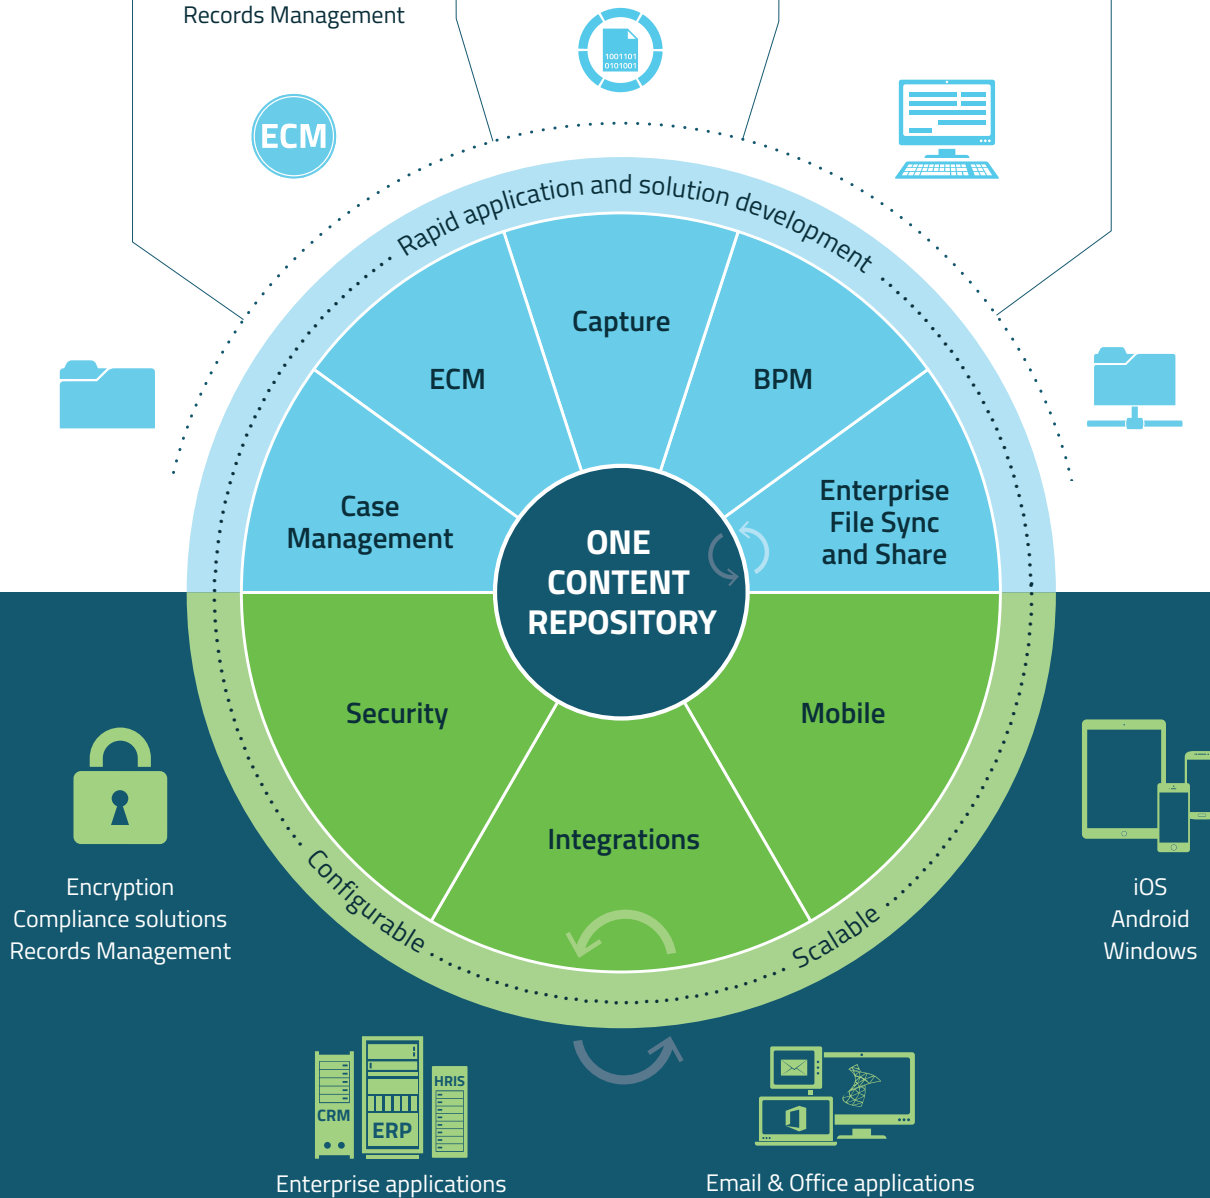 Records Management
1001101
0101001
ECM
Rapid application and solution development
Capture
ECM
BPM
Case
Management
Enterprise
File Sync
and Share
ONE
CONTENT
REPOSITORY
Security
Mobile
Integrations
Configurable
Scalable
Encryption
Compliance solutions
Records Management
iOS
Android
Windows
CRM
ERP
HRIS
Enterprise applications
Email & Office applications